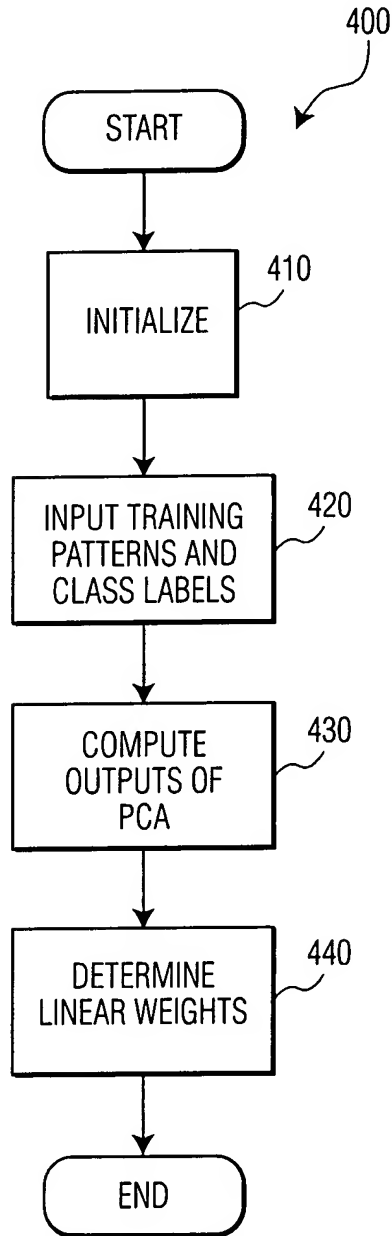 400
START
410
INITIALIZE
INPUT TRAINING
PATTERNS AND
CLASS LABELS
420
COMPUTE
OUTPUTS OF
PCA
430
DETERMINE
LINEAR WEIGHTS
440
END